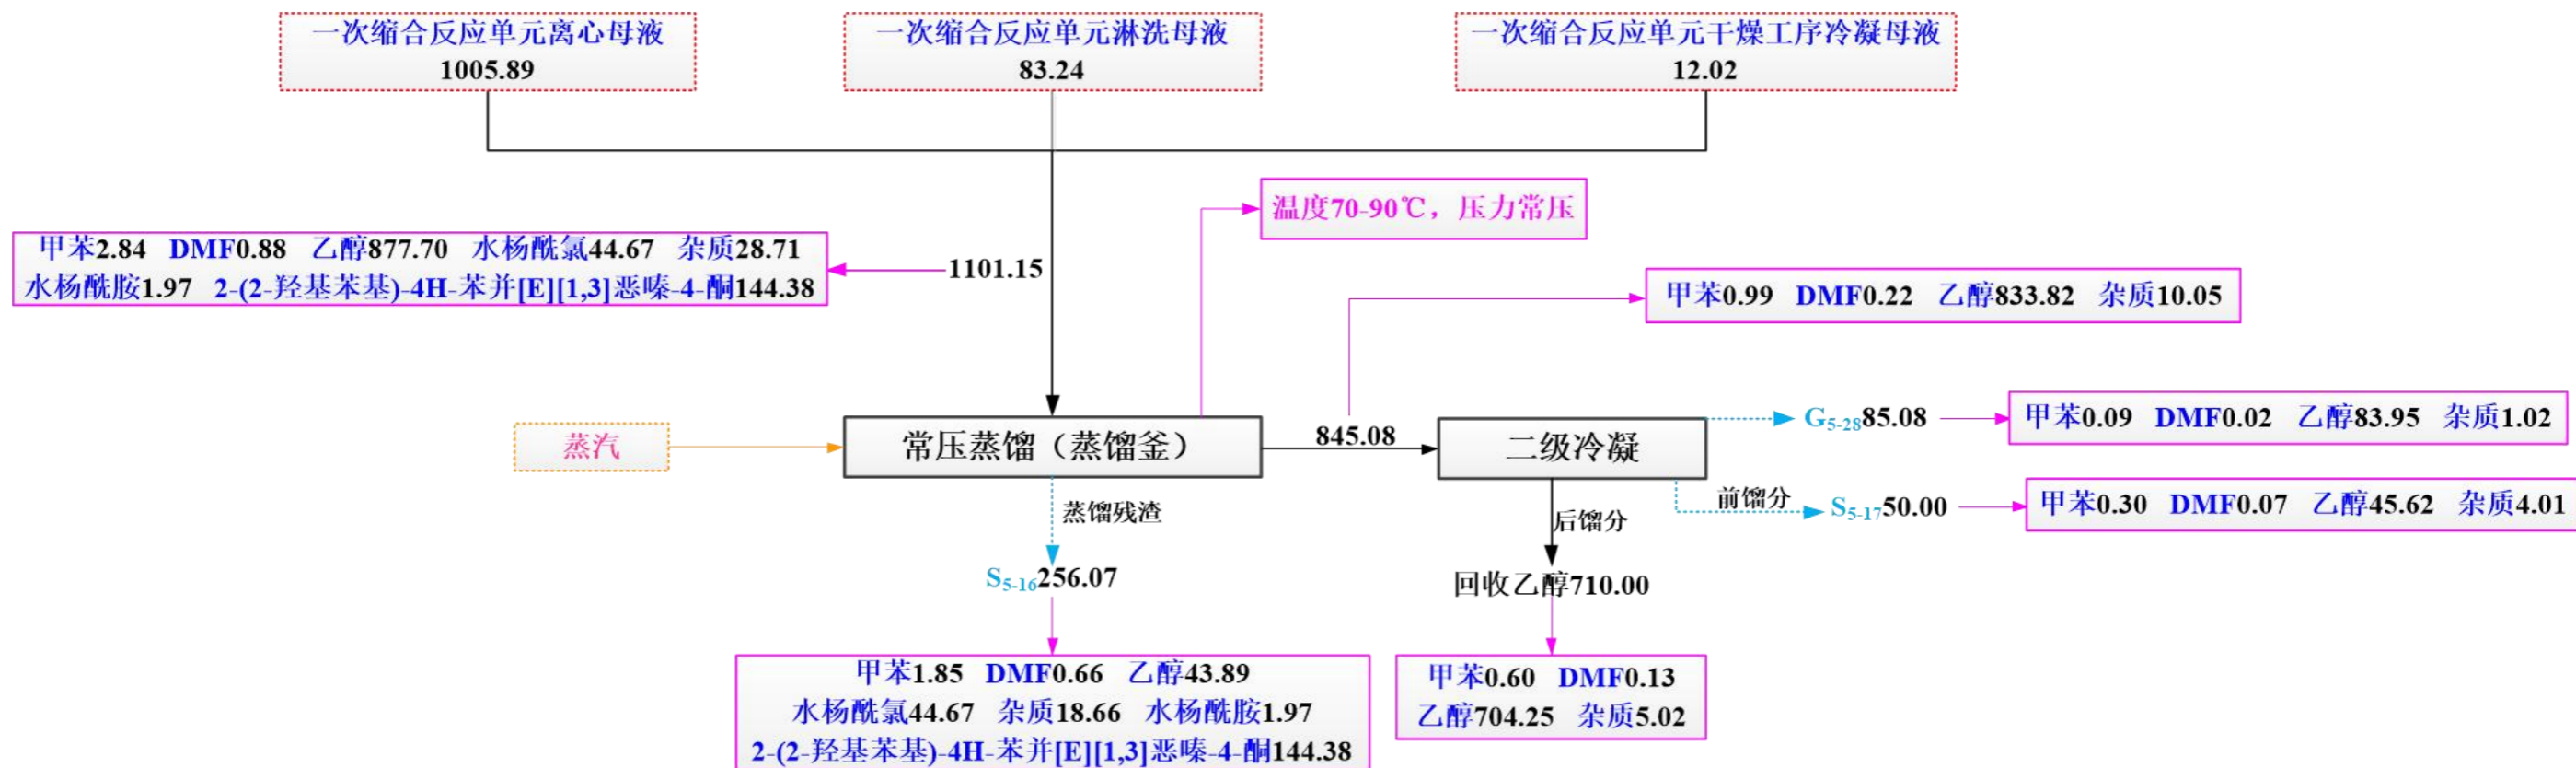 一次缩合反应单元离心母液
1005.89
一次缩合反应单元淋洗母液
83.24
一次缩合反应单元干燥工序冷凝母液
12.02
温度70-90℃，压力常压
甲苯2.84 DMF0.88 乙醇877.70 水杨酰氯44.67 杂质28.71
水杨酰胺1.97 2-(2-羟基苯基)-4H-苯并[E][1,3]恶嗪-4-酮144.38
1101.15
甲苯0.99 DMF0.22 乙醇833.82 杂质10.05
蒸汽
常压蒸馏（蒸馏釜）
845.08
二级冷凝
G5-2885.08
甲苯0.09 DMF0.02 乙醇83.95 杂质1.02
前馏分
S5-1750.00
甲苯0.30 DMF0.07 乙醇45.62 杂质4.01
蒸馏残渣
后馏分
S5-16256.07
回收乙醇710.00
甲苯1.85 DMF0.66 乙醇43.89
水杨酰氯44.67 杂质18.66 水杨酰胺1.97
2-(2-羟基苯基)-4H-苯并[E][1,3]恶嗪-4-酮144.38
甲苯0.60 DMF0.13
乙醇704.25 杂质5.02